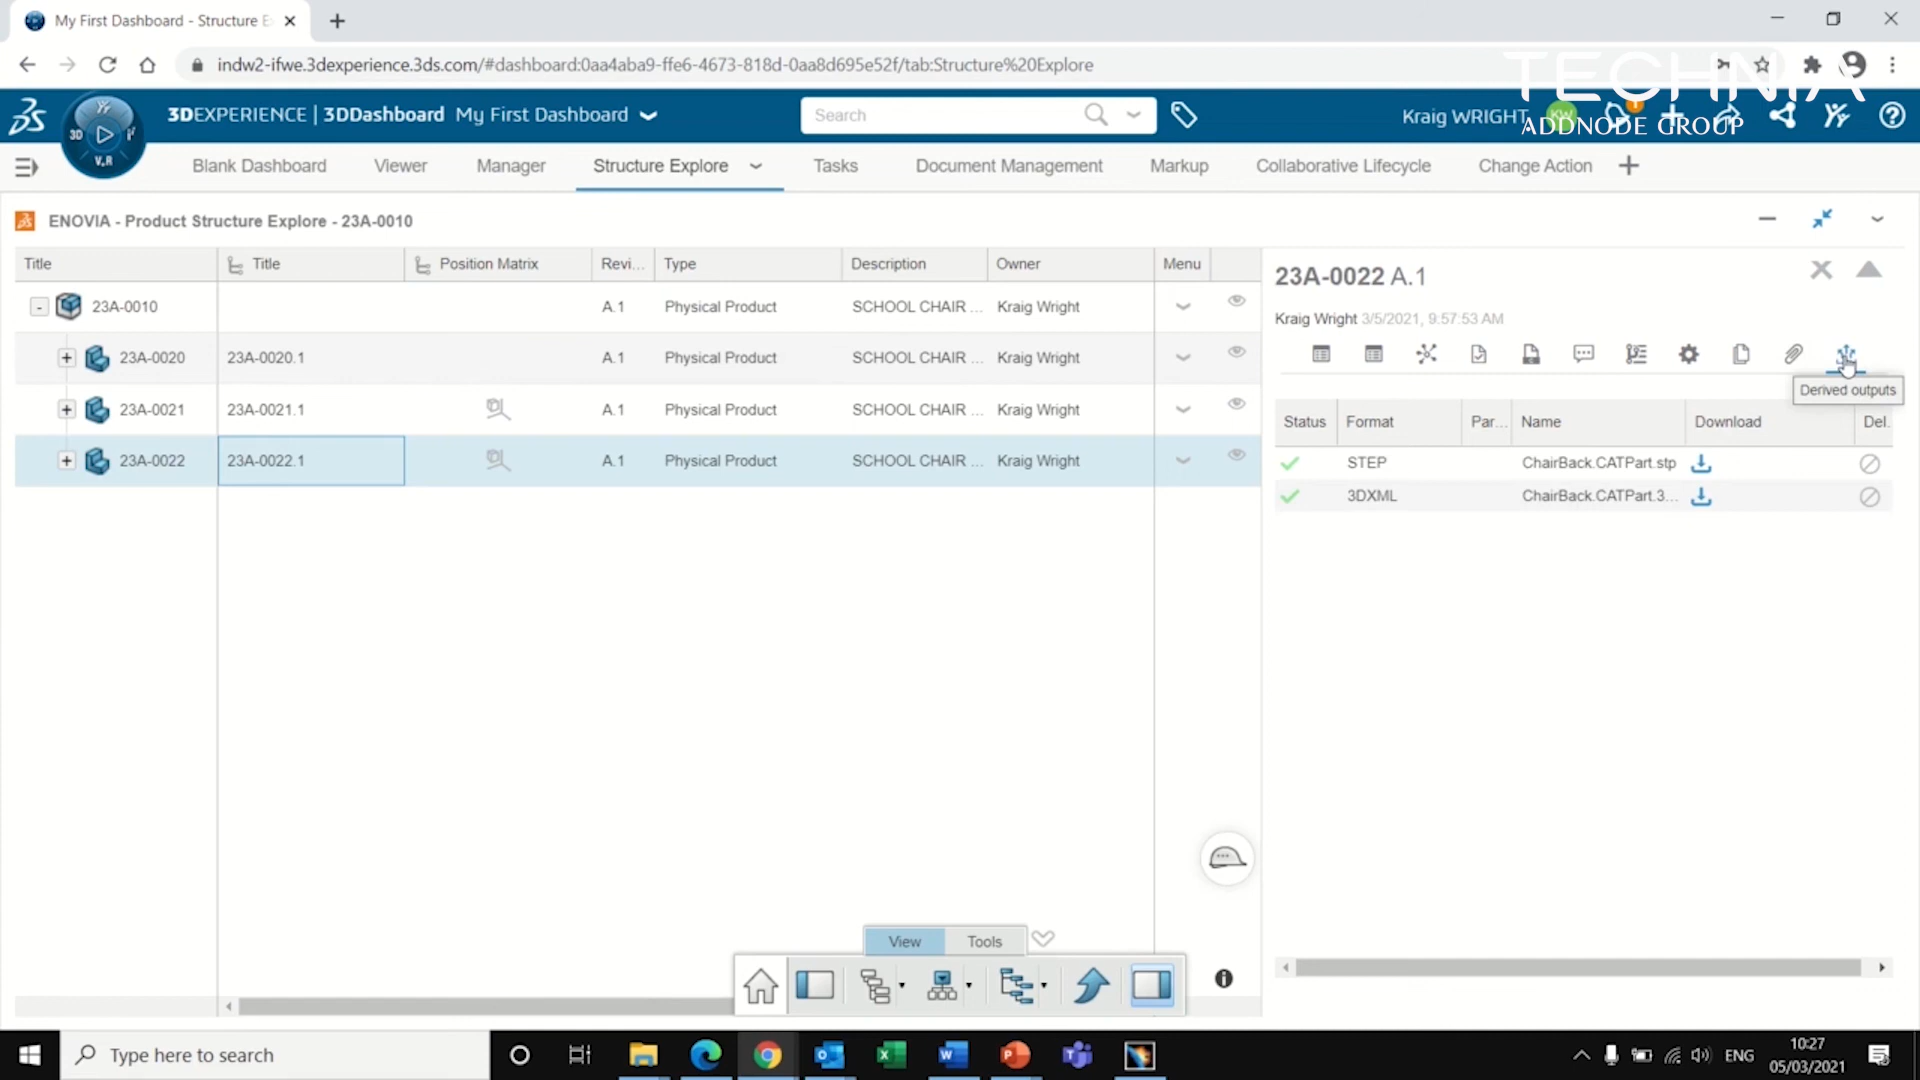 My First Dashboard - Structure E
indw2-ifwe.3dexperience.3ds.com/#dashboard:0aa4aba9-ffe6-4673-818d-0aa8d695e52f/tab:Structure%20Explore
TECHNIA
ADDNODE GROUP
3D
V.R
3DEXPERIENCE | 3DDashboard My First Dashboard
Search
Kraig WRIGHT
Blank Dashboard Viewer Manager Structure Explore Tasks Document Management Markup Collaborative Lifecycle Change Action
ENOVIA - Product Structure Explore - 23A-0010
Title Title Position Matrix Revi... Type Description Owner Menu
23A-0010 A.1 Physical Product SCHOOL CHAIR ... Kraig Wright
23A-0020 23A-0020.1 A.1 Physical Product SCHOOL CHAIR ... Kraig Wright
23A-0021 23A-0021.1 A.1 Physical Product SCHOOL CHAIR ... Kraig Wright
23A-0022 23A-0022.1 A.1 Physical Product SCHOOL CHAIR ... Kraig Wright
23A-0022 A.1
Kraig Wright 3/5/2021, 9:57:53 AM
Derived outputs
Status Format Par... Name Download Del.
STEP ChairBack.CATPart.stp
3DXML ChairBack.CATPart.3...
View Tools
Type here to search
ENG
10:27
05/03/2021